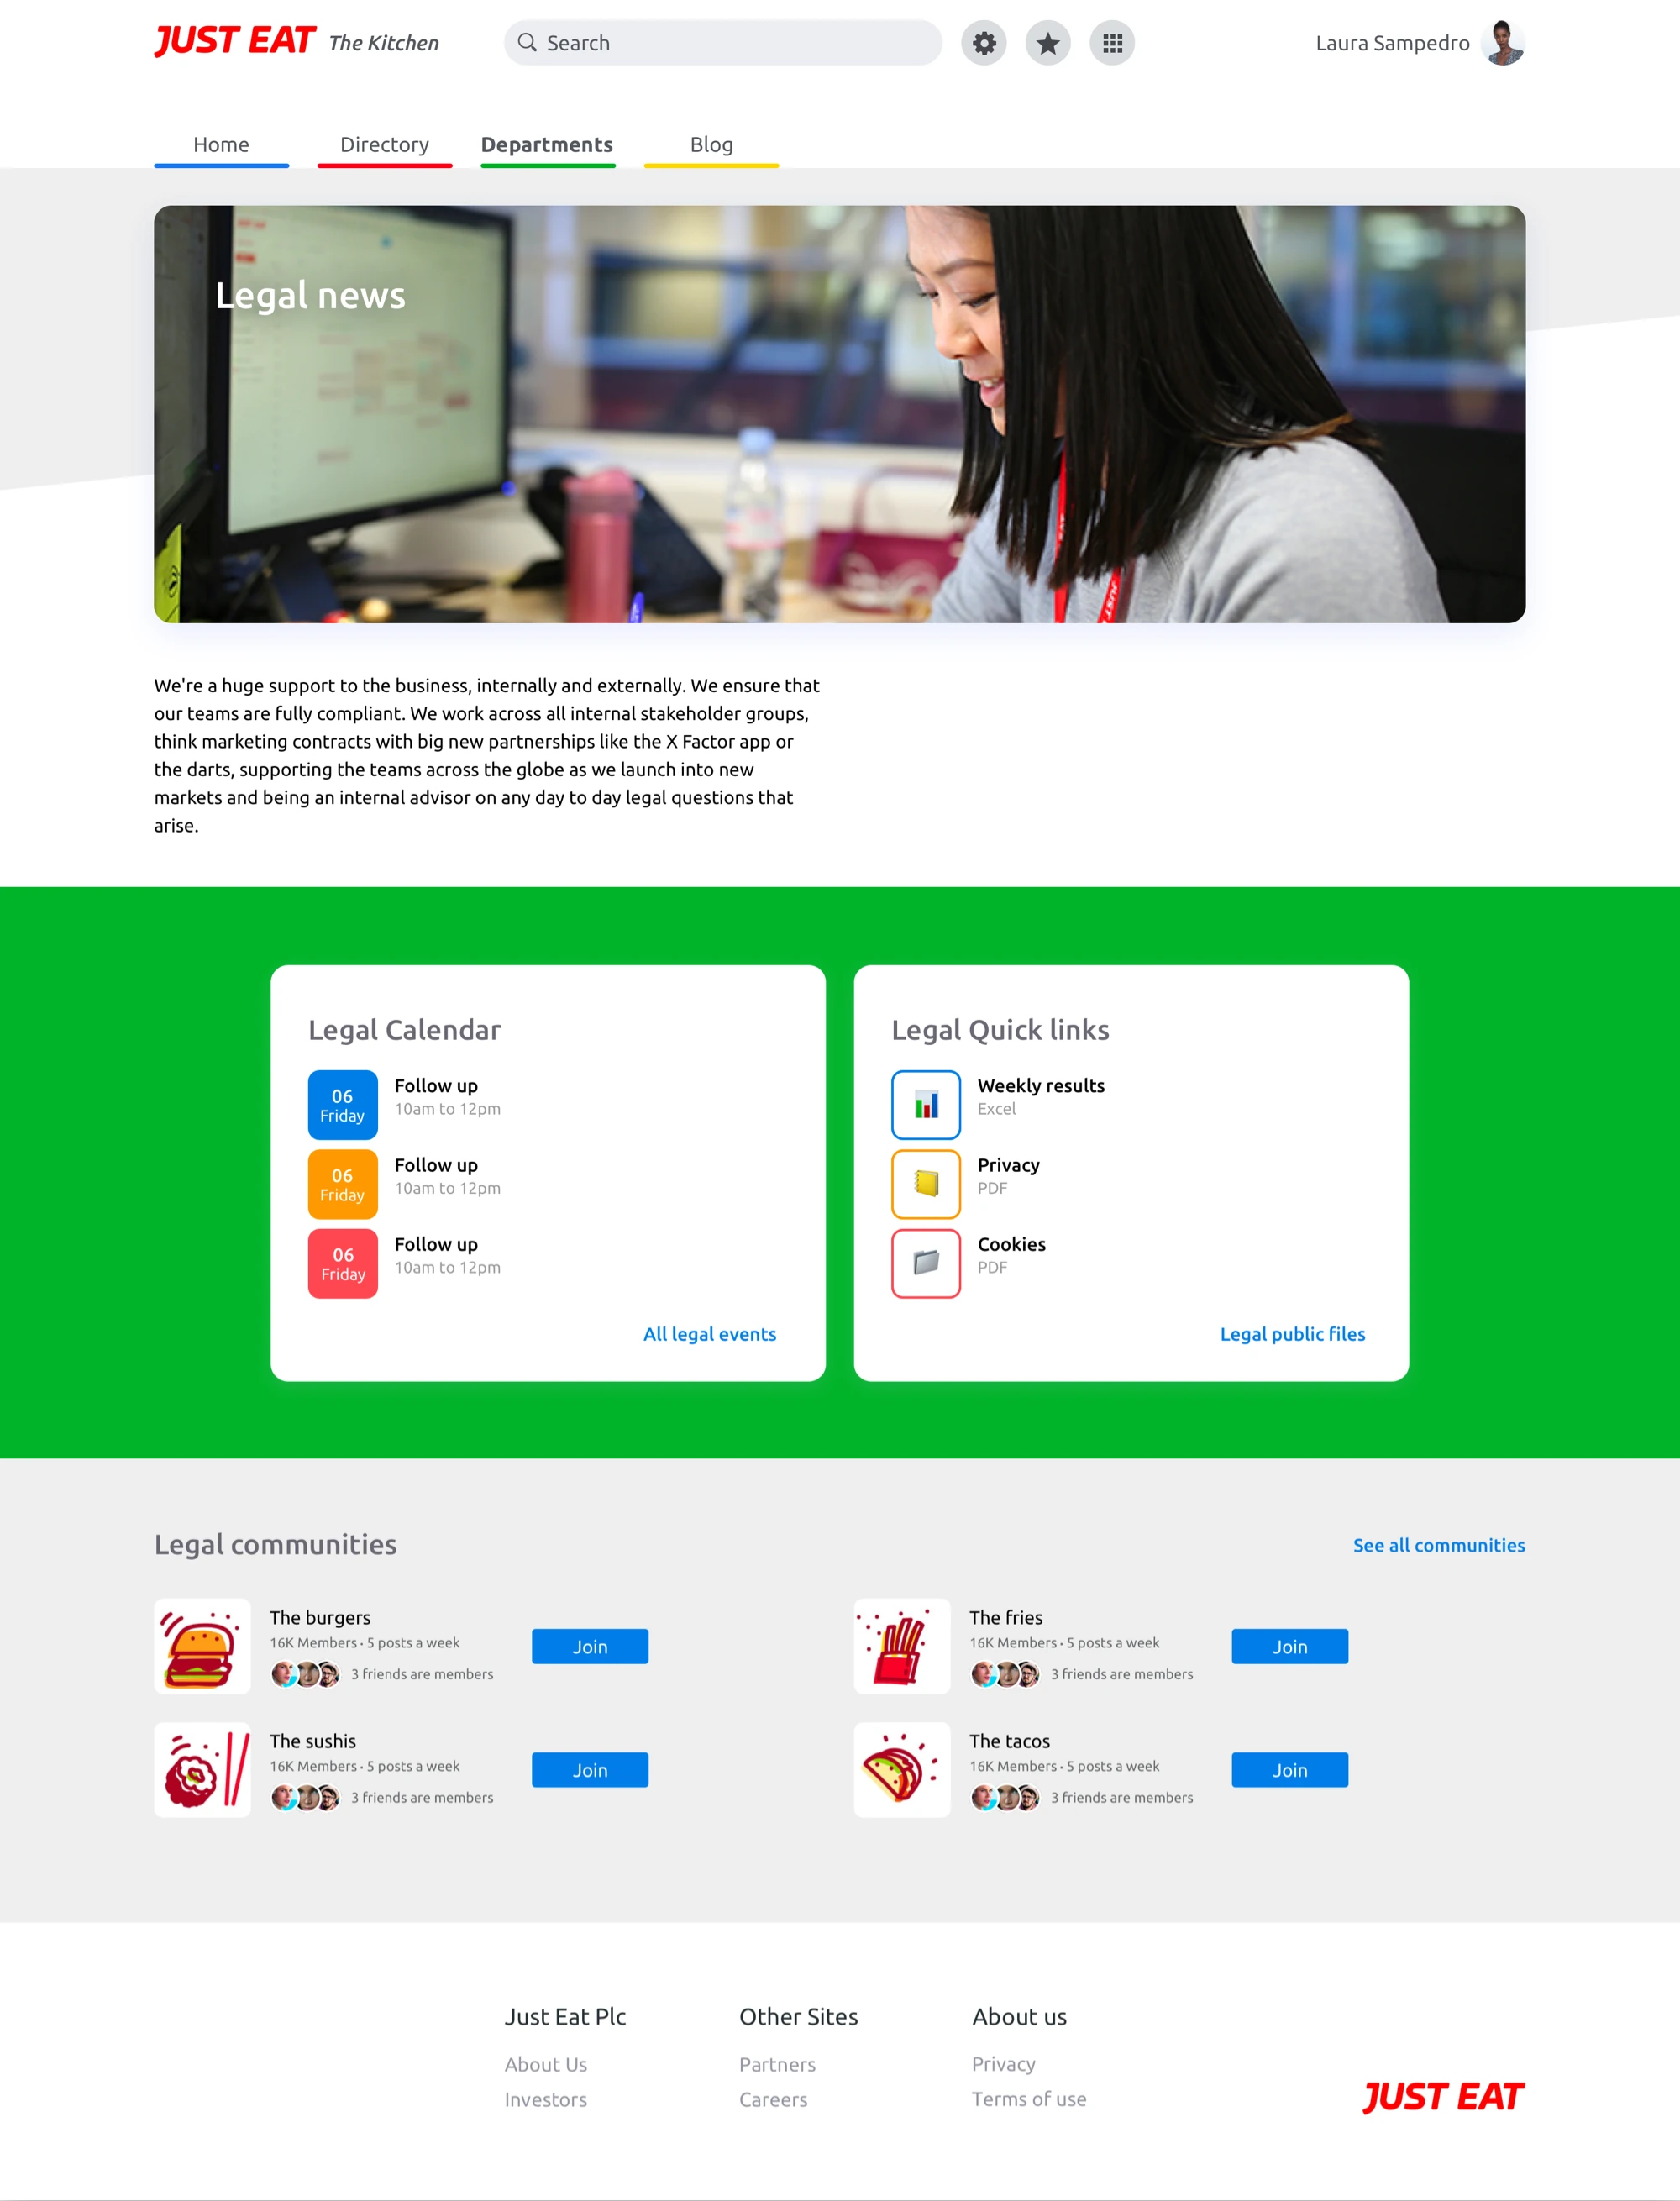 JUST EAT The Kitchen
Search
Laura Sampedro
Home
Directory
Departments
Blog
Legal news
We're a huge support to the business, internally and externally. We ensure that
our teams are fully compliant. We work across all internal stakeholder groups,
think marketing contracts with big new partnerships like the X Factor app or
the darts, supporting the teams across the globe as we launch into new
markets and being an internal advisor on any day to day legal questions that
arise.
Legal Calendar
06
Friday
Follow up
10am to 12pm
06
Friday
Follow up
10am to 12pm
06
Friday
Follow up
10am to 12pm
All legal events
Legal Quick links
Weekly results
Excel
Privacy
PDF
Cookies
PDF
Legal public files
Legal communities
See all communities
The burgers
16K Members · 5 posts a week
3 friends are members
Join
The fries
16K Members · 5 posts a week
3 friends are members
Join
The sushis
16K Members · 5 posts a week
3 friends are members
Join
The tacos
16K Members · 5 posts a week
3 friends are members
Join
Just Eat Plc
About Us
Investors
Other Sites
Partners
Careers
About us
Privacy
Terms of use
JUST EAT